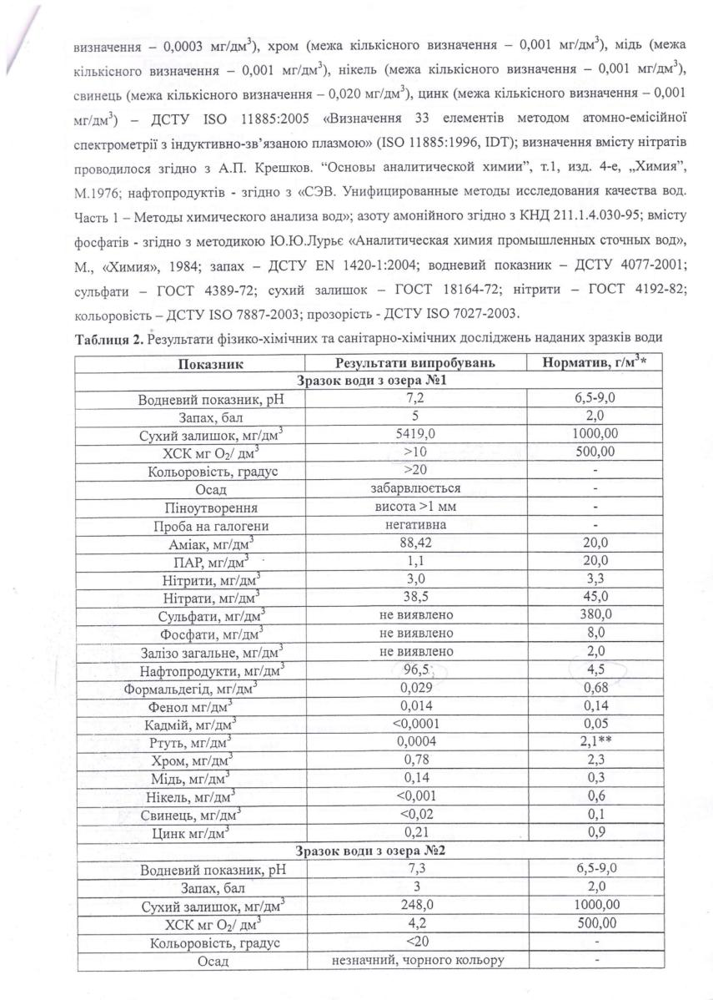 визначення – 0,0003 мг/дм³), хром (межа кількісного визначення – 0,001 мг/дм³), мідь (межа
кількісного визначення – 0,001 мг/дм³), нікель (межа кількісного визначення – 0,001 мг/дм³),
свинець (межа кількісного визначення – 0,020 мг/дм³), цинк (межа кількісного визначення – 0,001
мг/дм³) – ДСТУ ISO 11885:2005 «Визначення 33 елементів методом атомно-емісійної
спектрометрії з індуктивно-зв’язаною плазмою» (ISO 11885:1996, IDT); визначення вмісту нітратів
проводилося згідно з А.П. Крешков. “Основы аналитической химии”, т.1, изд. 4-е, „Химия”,
М.1976; нафтопродуктів - згідно з «СЭВ. Унифицированные методы исследования качества вод.
Часть 1 – Методы химического анализа вод»; азоту амонійного згідно з КНД 211.1.4.030-95; вмісту
фосфатів - згідно з методикою Ю.Ю.Лурьє «Аналитическая химия промышленных сточных вод»,
М., «Химия», 1984; запах – ДСТУ EN 1420-1:2004; водневий показник – ДСТУ 4077-2001;
сульфати – ГОСТ 4389-72; сухий залишок – ГОСТ 18164-72; нітрити – ГОСТ 4192-82;
кольоровість – ДСТУ ISO 7887-2003; прозорість - ДСТУ ISO 7027-2003.
Таблиця 2. Результати фізико-хімічних та санітарно-хімічних досліджень наданих зразків води
Показник Результати випробувань Норматив, г/м³*
Зразок води з озера №1
Водневий показник, рН 7,2 6,5-9,0
Запах, бал 5 2,0
Сухий залишок, мг/дм³ 5419,0 1000,00
ХСК мг О₂/ дм³ >10 500,00
Кольоровість, градус >20 -
Осад забарвлюється -
Піноутворення висота >1 мм -
Проба на галогени негативна -
Аміак, мг/дм³ 88,42 20,0
ПАР, мг/дм³ 1,1 20,0
Нітрити, мг/дм³ 3,0 3,3
Нітрати, мг/дм³ 38,5 45,0
Сульфати, мг/дм³ не виявлено 380,0
Фосфати, мг/дм³ не виявлено 8,0
Залізо загальне, мг/дм³ не виявлено 2,0
Нафтопродукти, мг/дм³ 96,5 4,5
Формальдегід, мг/дм³ 0,029 0,68
Фенол мг/дм³ 0,014 0,14
Кадмій, мг/дм³ <0,0001 0,05
Ртуть, мг/дм³ 0,0004 2,1**
Хром, мг/дм³ 0,78 2,3
Мідь, мг/дм³ 0,14 0,3
Нікель, мг/дм³ <0,001 0,6
Свинець, мг/дм³ <0,02 0,1
Цинк мг/дм³ 0,21 0,9
Зразок води з озера №2
Водневий показник, рН 7,3 6,5-9,0
Запах, бал 3 2,0
Сухий залишок, мг/дм³ 248,0 1000,00
ХСК мг О₂/ дм³ 4,2 500,00
Кольоровість, градус <20 -
Осад незначний, чорного кольору -